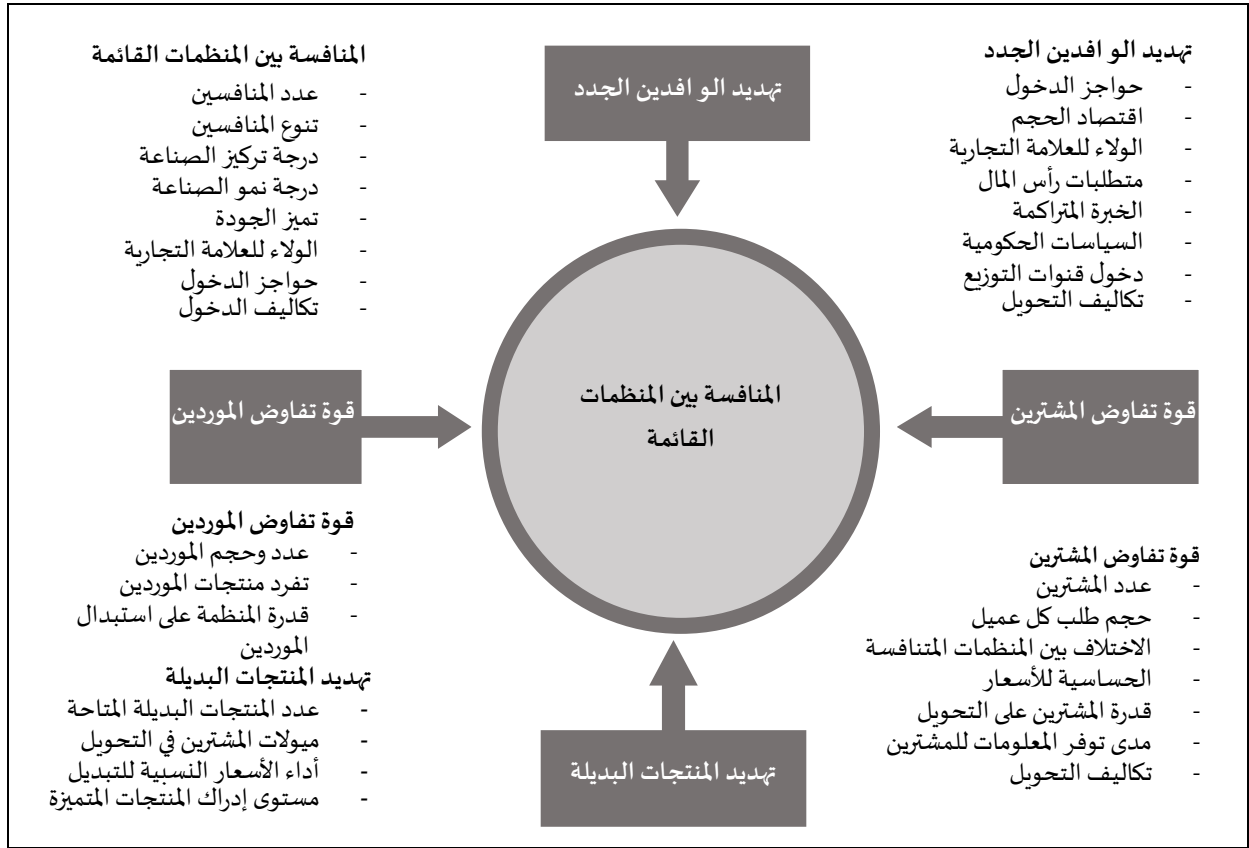 تهديد الو افدين الجدد
- حواجز الدخول
- اقتصاد الحجم
- الولاء للعلامة التجارية
- متطلبات رأس المال
- الخبرة المتراكمة
- السياسات الحكومية
- دخول قنوات التوزيع
- تكاليف التحويل
تهديد الو افدين الجدد
المنافسة بين المنظمات القائمة
- عدد المنافسين
- تنوع المنافسين
- درجة تركيز الصناعة
- درجة نمو الصناعة
- تميز الجودة
- الولاء للعلامة التجارية
- حواجز الدخول
- تكاليف الدخول
قوة تفاوض المشترين
المنافسة بين المنظمات
القائمة
قوة تفاوض الموردين
قوة تفاوض المشترين
- عدد المشترين
- حجم طلب كل عميل
- الاختلاف بين المنظمات المتنافسة
- الحساسية للأسعار
- قدرة المشترين على التحويل
- مدى توفر المعلومات للمشترين
- تكاليف التحويل
تهديد المنتجات البديلة
قوة تفاوض الموردين
- عدد وحجم الموردين
- تفرد منتجات الموردين
- قدرة المنظمة على استبدال
الموردين
تهديد المنتجات البديلة
- عدد المنتجات البديلة المتاحة
- ميولات المشترين في التحويل
- أداء الأسعار النسبية للتبديل
- مستوى إدراك المنتجات المتميزة